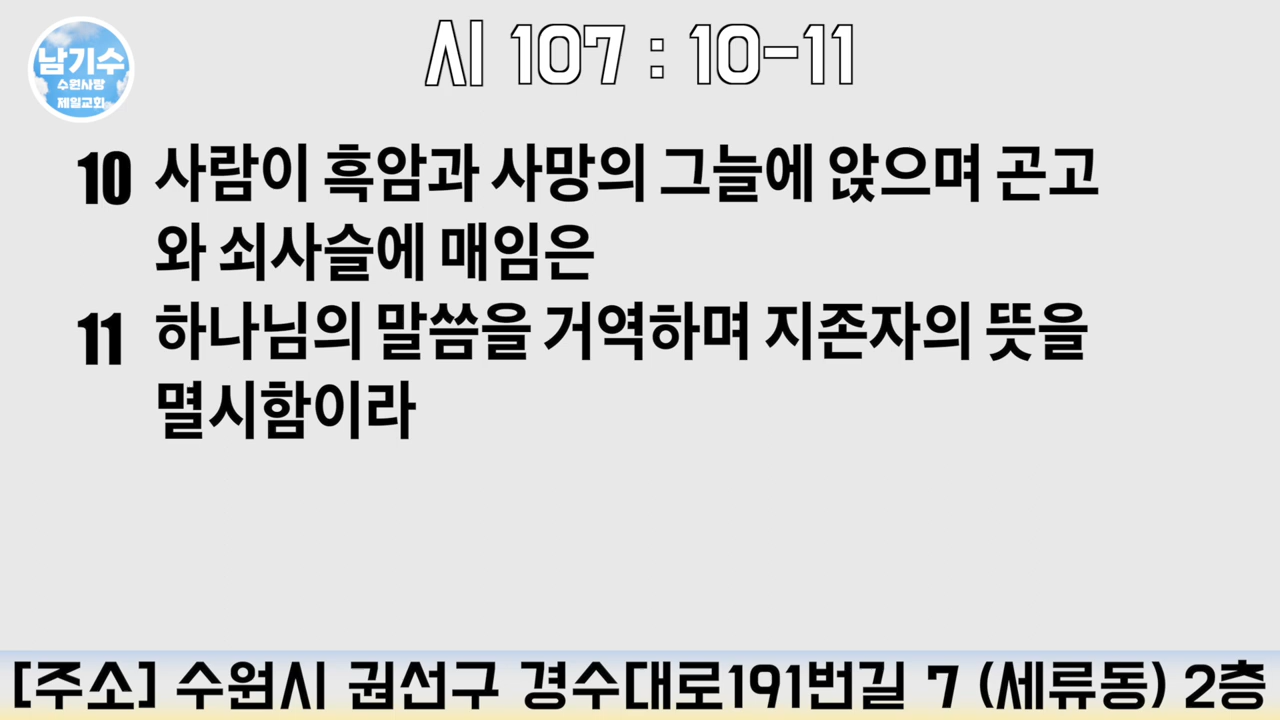 남기수
수원사랑
제일교회
시 107 : 10-11
10 사람이 흑암과 사망의 그늘에 앉으며 곤고
와 쇠사슬에 매임은
11 하나님의 말씀을 거역하며 지존자의 뜻을
멸시함이라
[주소] 수원시 권선구 경수대로191번길 7 (세류동) 2층